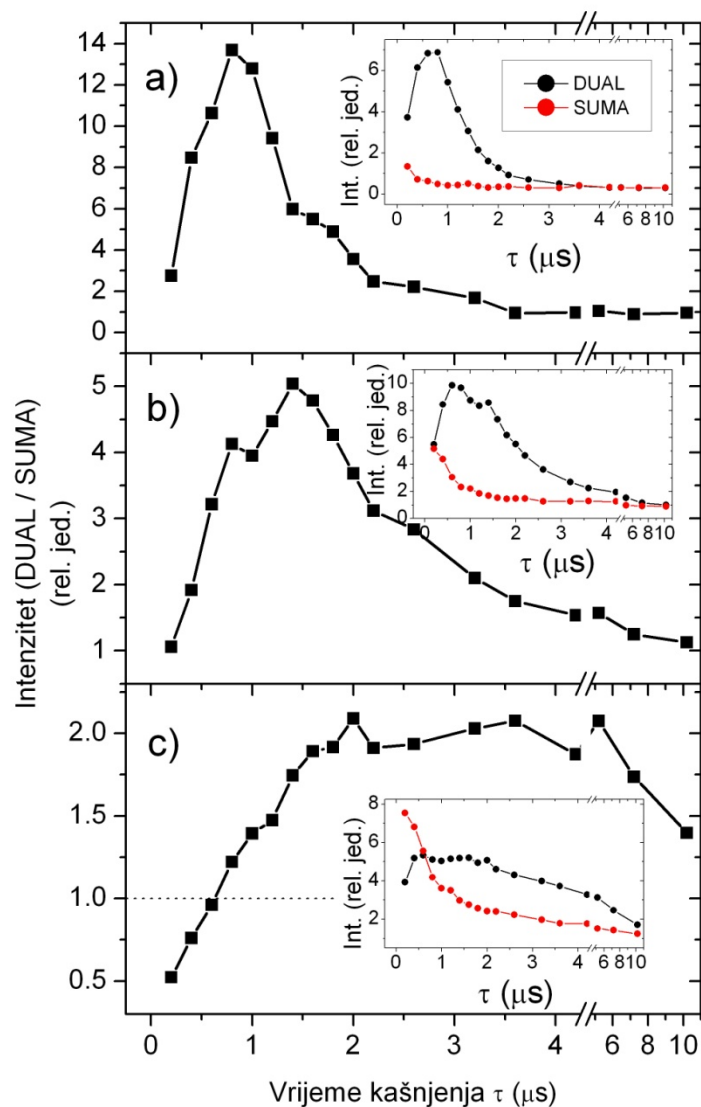 a)
14
12
10
8
6
4
2
0
Int. (rel. jed.)
6
4
2
0
DUAL
SUMA
0 1 2 3 4 6 8 10
τ (μs)
Intenzitet (DUAL / SUMA)
(rel. jed.)
b)
5
4
3
2
1
Int. (rel. jed.)
10
8
6
4
2
0
0 1 2 3 4 6 8 10
τ (μs)
c)
2.0
1.5
1.0
0.5
Int. (rel. jed.)
8
6
4
2
0 1 2 3 4 6 8 10
τ (μs)
0 1 2 4 6 8 10
Vrijeme kašnjenja τ (μs)